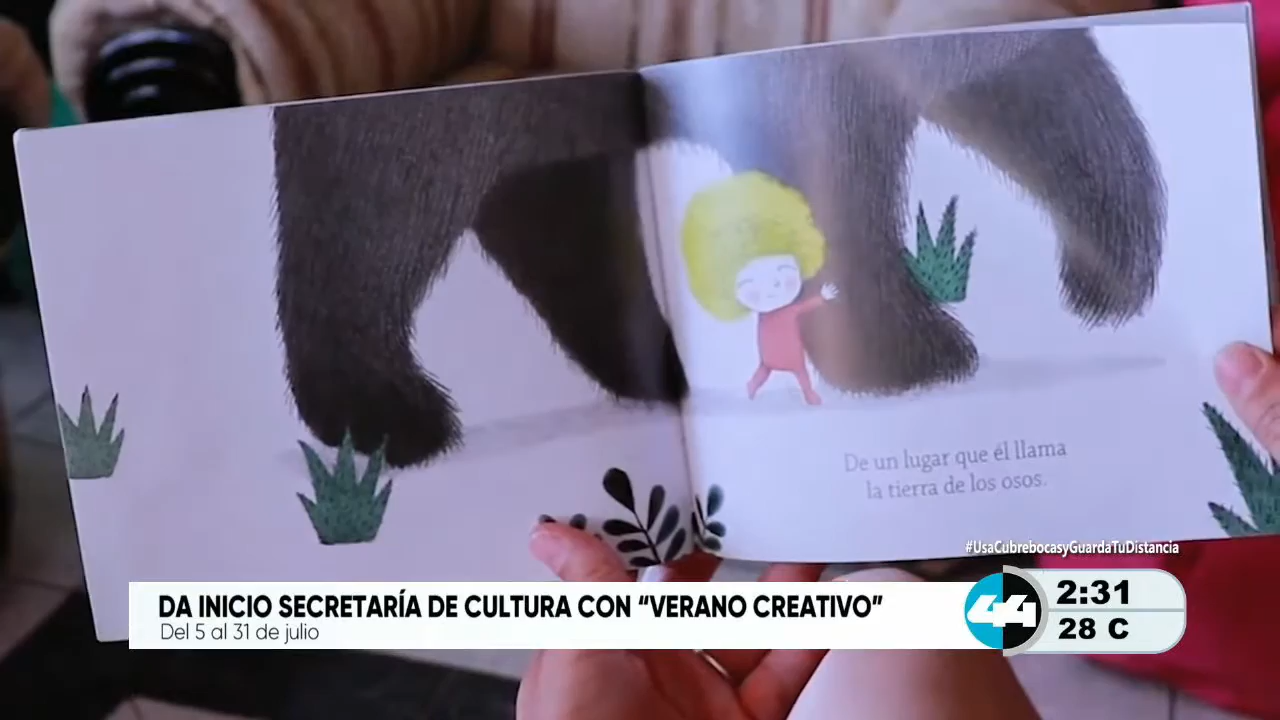 De un lugar que él llama
la tierra de los osos.
#UsaCubrebocasyGuardaTuDistancia
DA INICIO SECRETARÍA DE CULTURA CON “VERANO CREATIVO”
Del 5 al 31 de julio
44
2:31
28 C